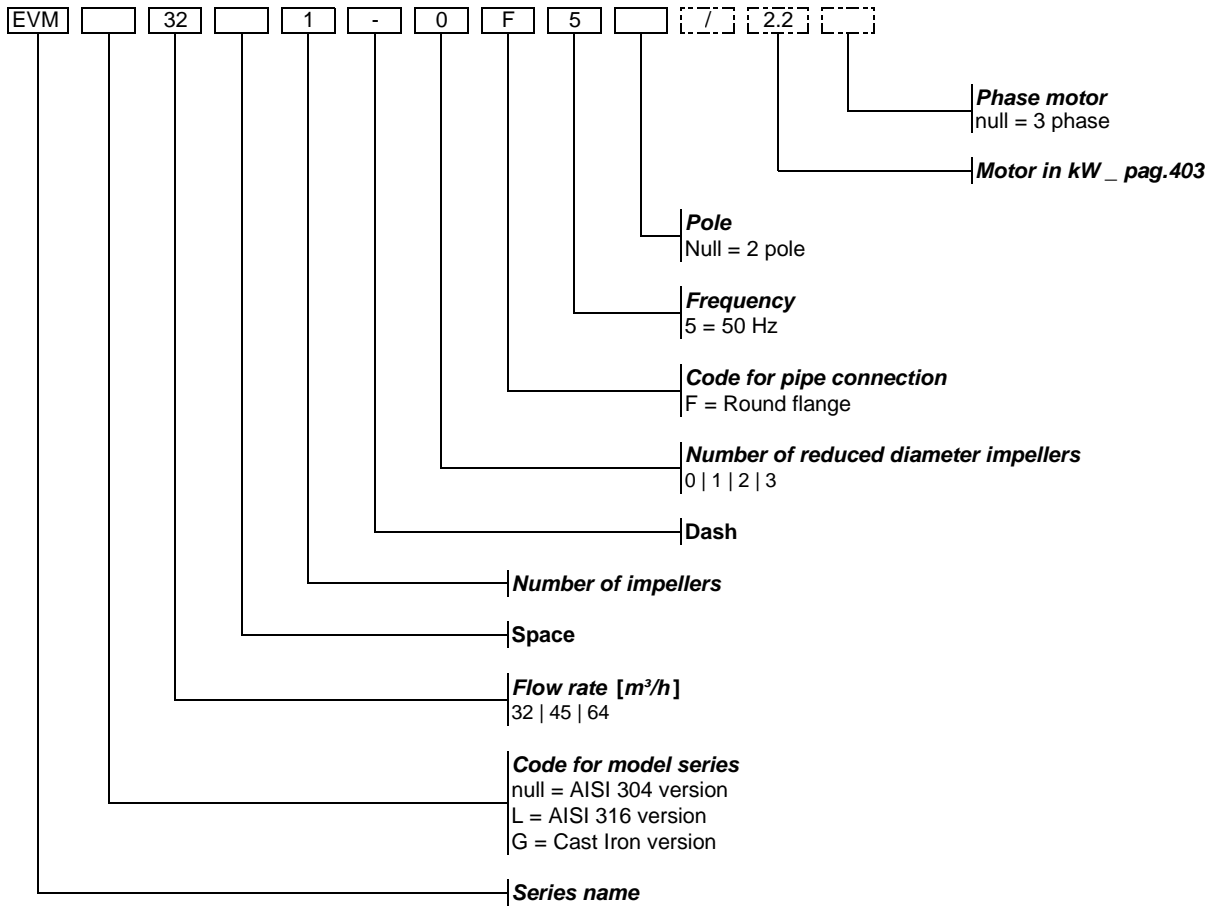 EVM 32 1 - 0 F 5 / 2.2
Phase motor
null = 3 phase
Motor in kW _ pag.403
Pole
Null = 2 pole
Frequency
5 = 50 Hz
Code for pipe connection
F = Round flange
Number of reduced diameter impellers
0 | 1 | 2 | 3
Dash
Number of impellers
Space
Flow rate [m³/h]
32 | 45 | 64
Code for model series
null = AISI 304 version
L = AISI 316 version
G = Cast Iron version
Series name